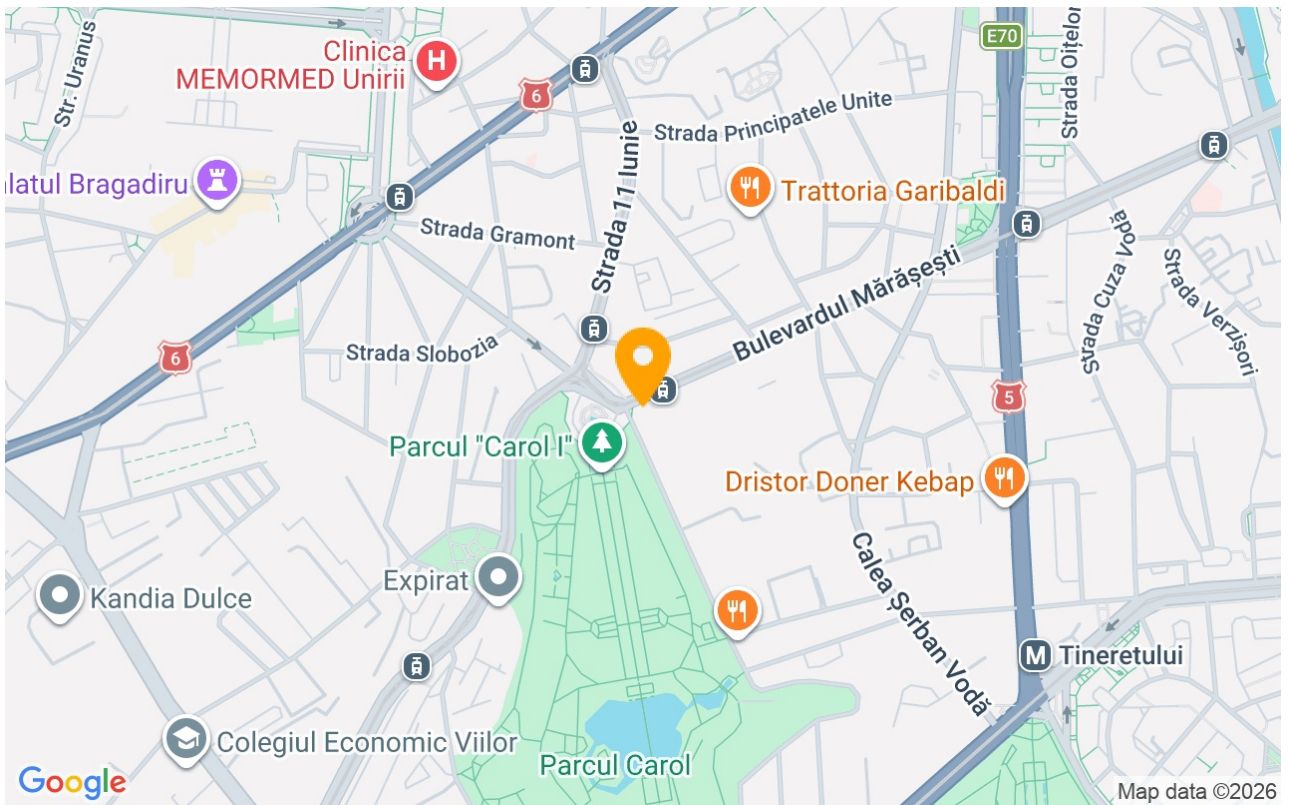 Str. Uranus
Clinica
MEMORMED Unirii
H
6
E70
Strada Oițelor
Strada Principatele Unite
Strada 11 Iunie
latul Bragadiru
Trattoria Garibaldi
Strada Gramont
Bulevardul Mărășești
Strada Cuza Vodă
Strada Verzișori
Strada Slobozia
6
5
Parcul "Carol I"
Dristor Doner Kebap
Expirat
Kandia Dulce
Calea Șerban Vodă
M Tineretului
Colegiul Economic Viilor
Parcul Carol
Google
Map data ©2026